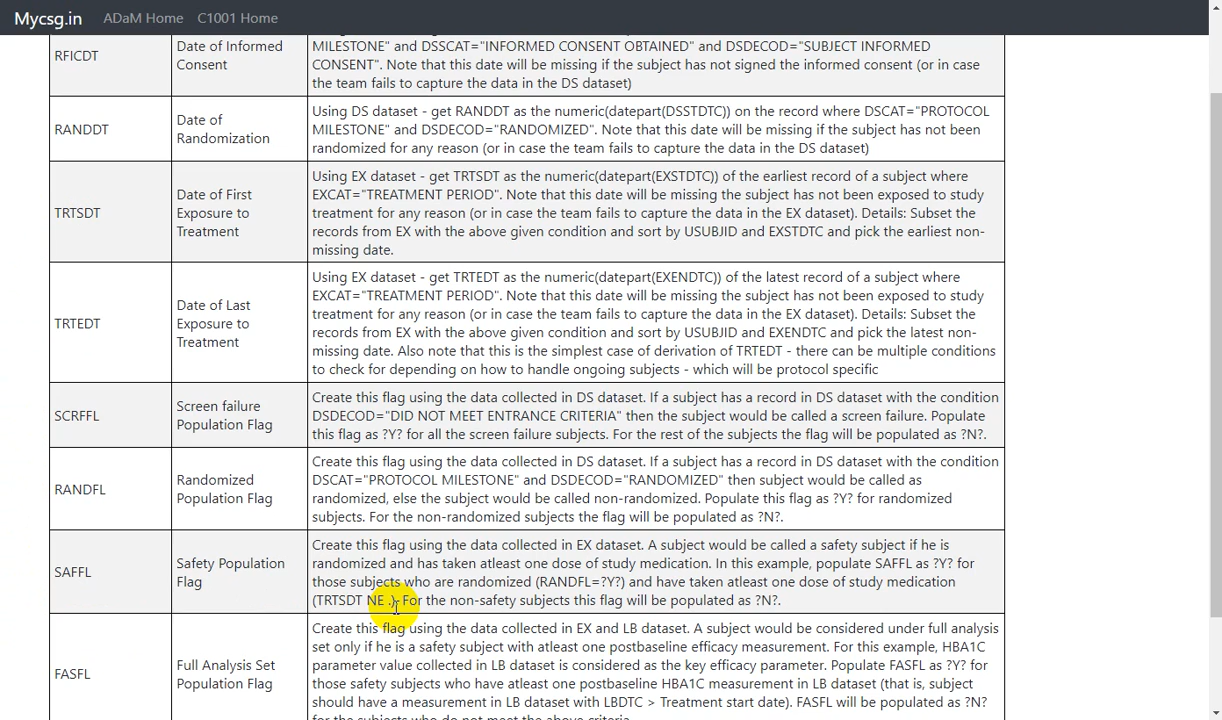 Mycsg.in ADaM Home C1001 Home
RFICDT
Date of Informed
Consent
MILESTONE" and DSSCAT="INFORMED CONSENT OBTAINED" and DSDECOD="SUBJECT INFORMED
CONSENT". Note that this date will be missing if the subject has not signed the informed consent (or in case
the team fails to capture the data in the DS dataset)
RANDDT
Date of
Randomization
Using DS dataset - get RANDDT as the numeric(datepart(DSSTDTC)) on the record where DSCAT="PROTOCOL
MILESTONE" and DSDECOD="RANDOMIZED". Note that this date will be missing if the subject has not been
randomized for any reason (or in case the team fails to capture the data in the DS dataset)
TRTSDT
Date of First
Exposure to
Treatment
Using EX dataset - get TRTSDT as the numeric(datepart(EXSTDTC)) of the earliest record of a subject where
EXCAT="TREATMENT PERIOD". Note that this date will be missing the subject has not been exposed to study
treatment for any reason (or in case the team fails to capture the data in the EX dataset). Details: Subset the
records from EX with the above given condition and sort by USUBJID and EXSTDTC and pick the earliest non-
missing date.
TRTEDT
Date of Last
Exposure to
Treatment
Using EX dataset - get TRTEDT as the numeric(datepart(EXENDTC)) of the latest record of a subject where
EXCAT="TREATMENT PERIOD". Note that this date will be missing the subject has not been exposed to study
treatment for any reason (or in case the team fails to capture the data in the EX dataset). Details: Subset the
records from EX with the above given condition and sort by USUBJID and EXENDTC and pick the latest non-
missing date. Also note that this is the simplest case of derivation of TRTEDT - there can be multiple conditions
to check for depending on how to handle ongoing subjects - which will be protocol specific
SCRFFL
Screen failure
Population Flag
Create this flag using the data collected in DS dataset. If a subject has a record in DS dataset with the condition
DSDECOD="DID NOT MEET ENTRANCE CRITERIA" then the subject would be called a screen failure. Populate
this flag as ?Y? for all the screen failure subjects. For the rest of the subjects the flag will be populated as ?N?.
RANDFL
Randomized
Population Flag
Create this flag using the data collected in DS dataset. If a subject has a record in DS dataset with the condition
DSCAT="PROTOCOL MILESTONE" and DSDECOD="RANDOMIZED" then subject would be called as
randomized, else the subject would be called non-randomized. Populate this flag as ?Y? for randomized
subjects. For the non-randomized subjects the flag will be populated as ?N?.
SAFFL
Safety Population
Flag
Create this flag using the data collected in EX dataset. A subject would be called a safety subject if he is
randomized and has taken atleast one dose of study medication. In this example, populate SAFFL as ?Y? for
those subjects who are randomized (RANDFL=?Y?) and have taken atleast one dose of study medication
(TRTSDT NE .). For the non-safety subjects this flag will be populated as ?N?.
FASFL
Full Analysis Set
Population Flag
Create this flag using the data collected in EX and LB dataset. A subject would be considered under full analysis
set only if he is a safety subject with atleast one postbaseline efficacy measurement. For this example, HBA1C
parameter value collected in LB dataset is considered as the key efficacy parameter. Populate FASFL as ?Y? for
those safety subjects who have atleast one postbaseline HBA1C measurement in LB dataset (that is, subject
should have a measurement in LB dataset with LBDTC > Treatment start date). FASFL will be populated as ?N?
for the subjects who do not meet the above criteria.